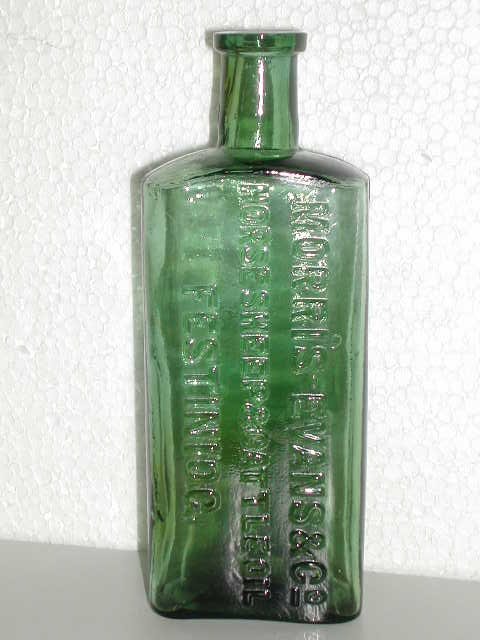 MORRIS-EVANS & Co
HORSE SHEEP & CATTLE OIL
FESTINIOG